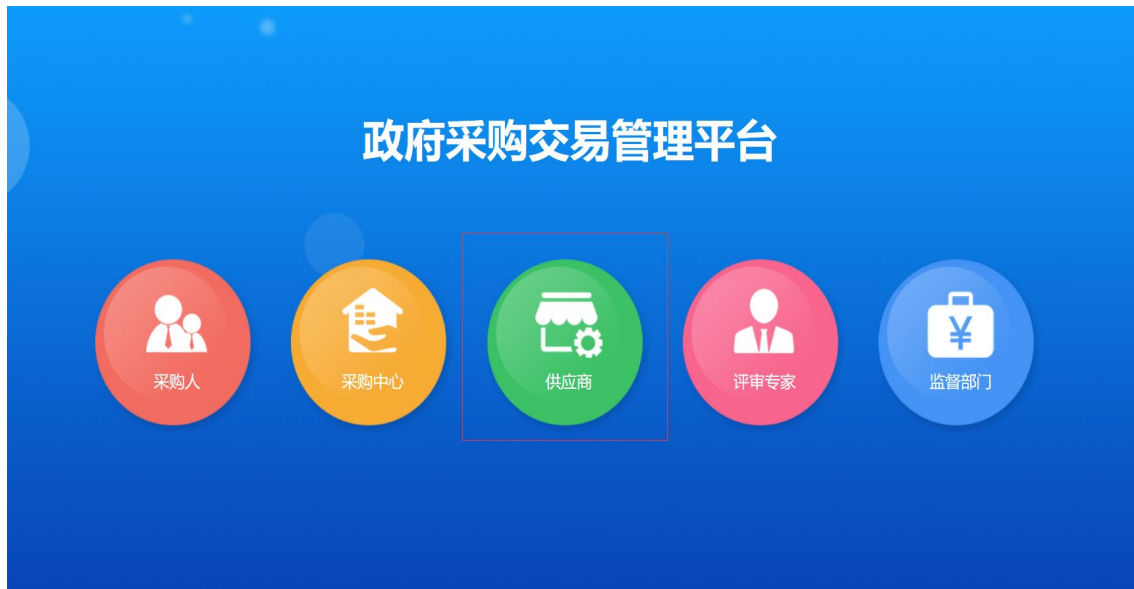 政府采购交易管理平台
采购人
采购中心
供应商
评审专家
¥
监督部门